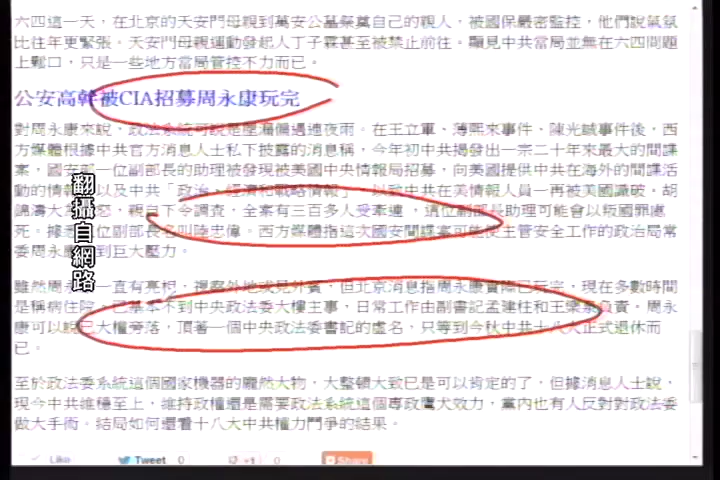 六四這一天，在北京的天安門母親到萬安公墓祭奠自己的親人，被國保嚴密監控，他們說氣氛
比往年更緊張。天安門母親運動發起人丁子霖甚至被禁止前往。顯見中共當局並無在六四問題
上鬆口，只是一些地方當局管控不力而已。
公安高幹被CIA招募周永康玩完
對周永康來說，政法系統可說是屋漏偏逢連夜雨。在王立軍、薄熙來事件、陳光誠事件後，西
方媒體根據中共官方消息人士私下披露的消息稱，今年初中共揭發出一宗二十年來最大的間諜
案，國安部一位副部長的助理被發現被美國中央情報局招募，向美國提供中共在海外的間諜活
動的情報 以及中共「政治、經濟和戰略情報」，以致中共在美情報人員一再被美國識破。胡
錦濤大為 怒，親自下令調查，全案有三百多人受牽連，這位副部長助理可能會以叛國罪處
死。據悉 位副部長名叫陸忠偉。西方媒體指這次國安間諜案可能使主管安全工作的政治局常
委周永康 到巨大壓力。
雖然周永 一直有亮相，視察外地或見外賓，但北京消息指周永康實際已玩完，現在多數時間
是稱病住院，已基本不到中央政法委大樓主事，日常工作由副書記孟建柱和王樂泉負責。周永
康可以說已大權旁落，頂著一個中央政法委書記的虛名，只等到今秋中共十八大正式退休而
已。
至於政法委系統這個國家機器的龐然大物，大整頓大致已是可以肯定的了，但據消息人士說，
現今中共維穩至上，維持政權還是需要政法系統這個專政鷹犬效力，黨內也有人反對對政法委
做大手術。結局如何還看十八大中共權力鬥爭的結果。
翻攝自網路
Like Tweet 0 +1 0 Share